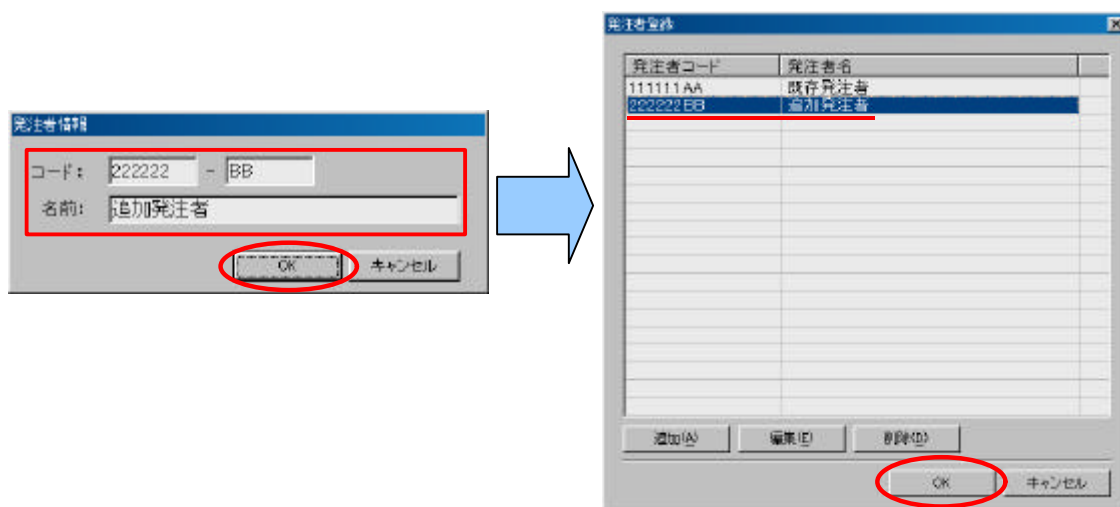 発注者情報
コード： 222222 - BB
名前： 追加発注者
OK キャンセル
発注者登録
発注者コード 発注者名
111111AA 既存発注者
222222BB 追加発注者
追加(A) 編集(E) 削除(D)
OK キャンセル